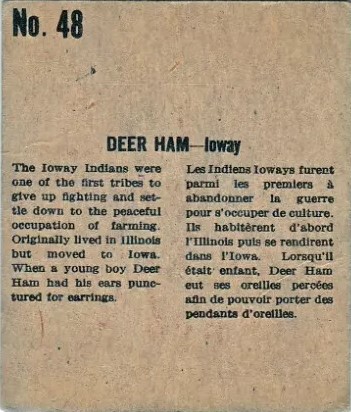 No. 48
DEER HAM—Ioway
The Ioway Indians were
one of the first tribes to
give up fighting and set-
tle down to the peaceful
occupation of farming.
Originally lived in Illinois
but moved to Iowa.
When a young boy Deer
Ham had his ears punc-
tured for earrings.
Les Indiens Ioways furent
parmi les premiers à
abandonner la guerre
pour s'occuper de culture.
Ils habitèrent d'abord
l'Illinois puis se rendirent
dans l'Iowa. Lorsqu'il
était enfant, Deer Ham
eut ses oreilles percées
afin de pouvoir porter des
pendants d'oreilles.